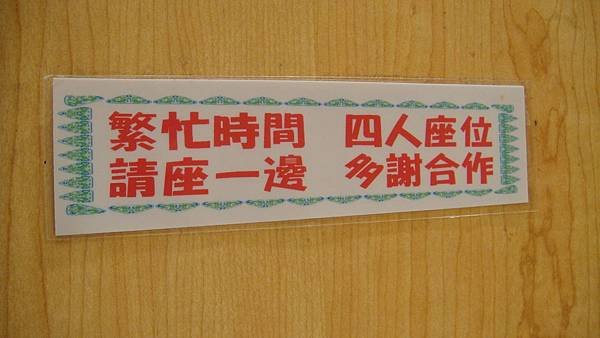 繁忙時間 四人座位
請座一邊 多謝合作